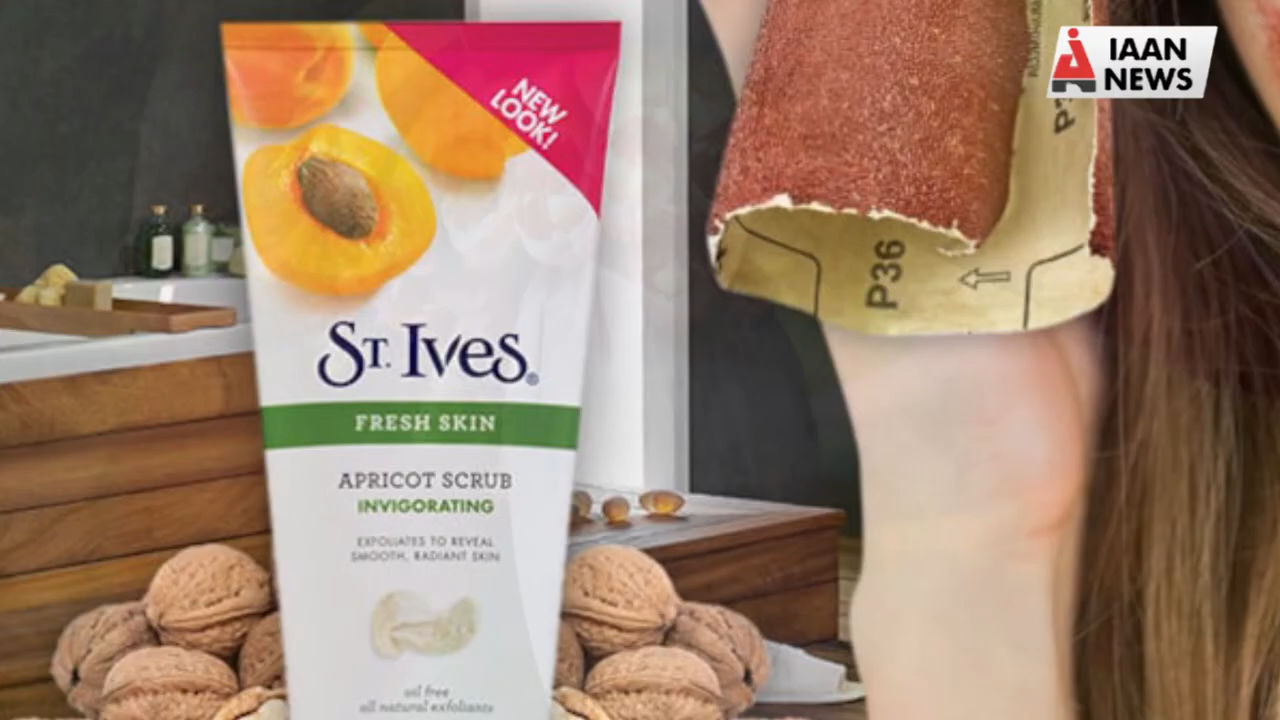 NEW
LOOK!
ST. IVES®
FRESH SKIN
APRICOT SCRUB
INVIGORATING
EXFOLIATES TO REVEAL
SMOOTH, RADIANT SKIN
oil free
all natural exfoliants
P36
IAAN
NEWS